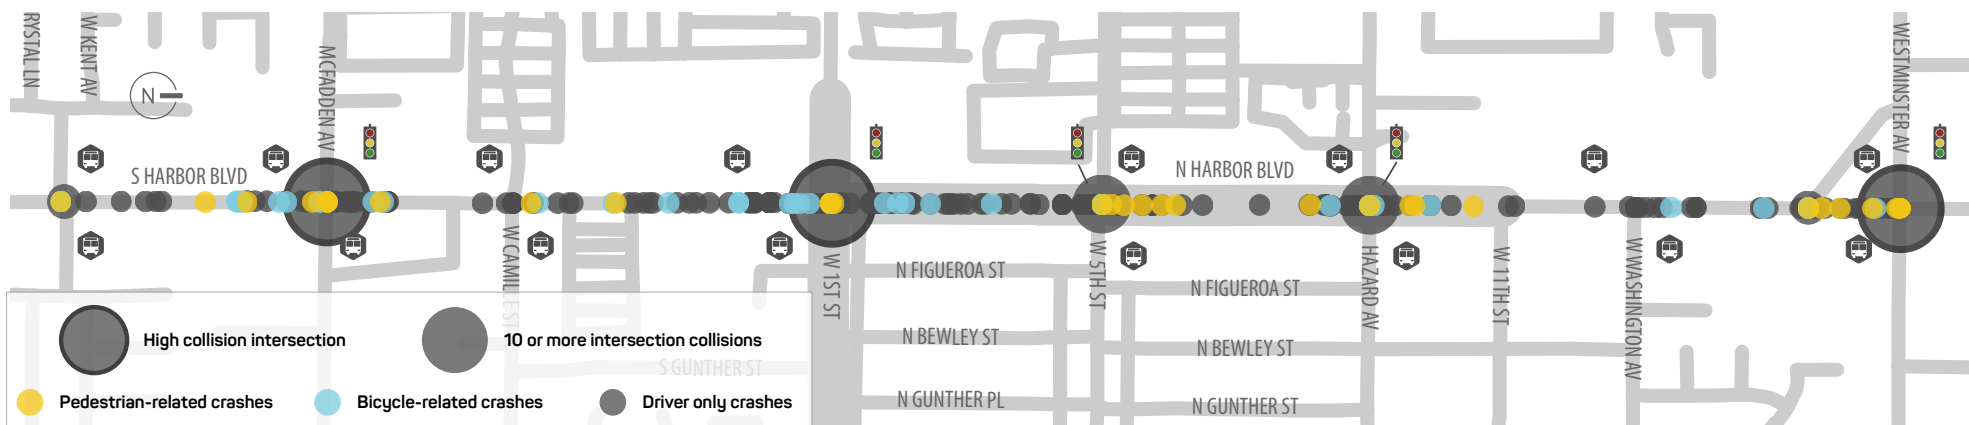 RYSTAL LN
W KENT AV
MCFADDEN AV
WESTMINSTER AV
N
S HARBOR BLVD
N HARBOR BLVD
W CAMILLE ST
W 1ST ST
W 5TH ST
HAZARD AV
W 11TH ST
W WASHINGTON AV
N FIGUEROA ST
N FIGUEROA ST
N BEWLEY ST
N BEWLEY ST
S GUNTHER ST
N GUNTHER PL
N GUNTHER ST
High collision intersection
10 or more intersection collisions
Pedestrian-related crashes
Bicycle-related crashes
Driver only crashes